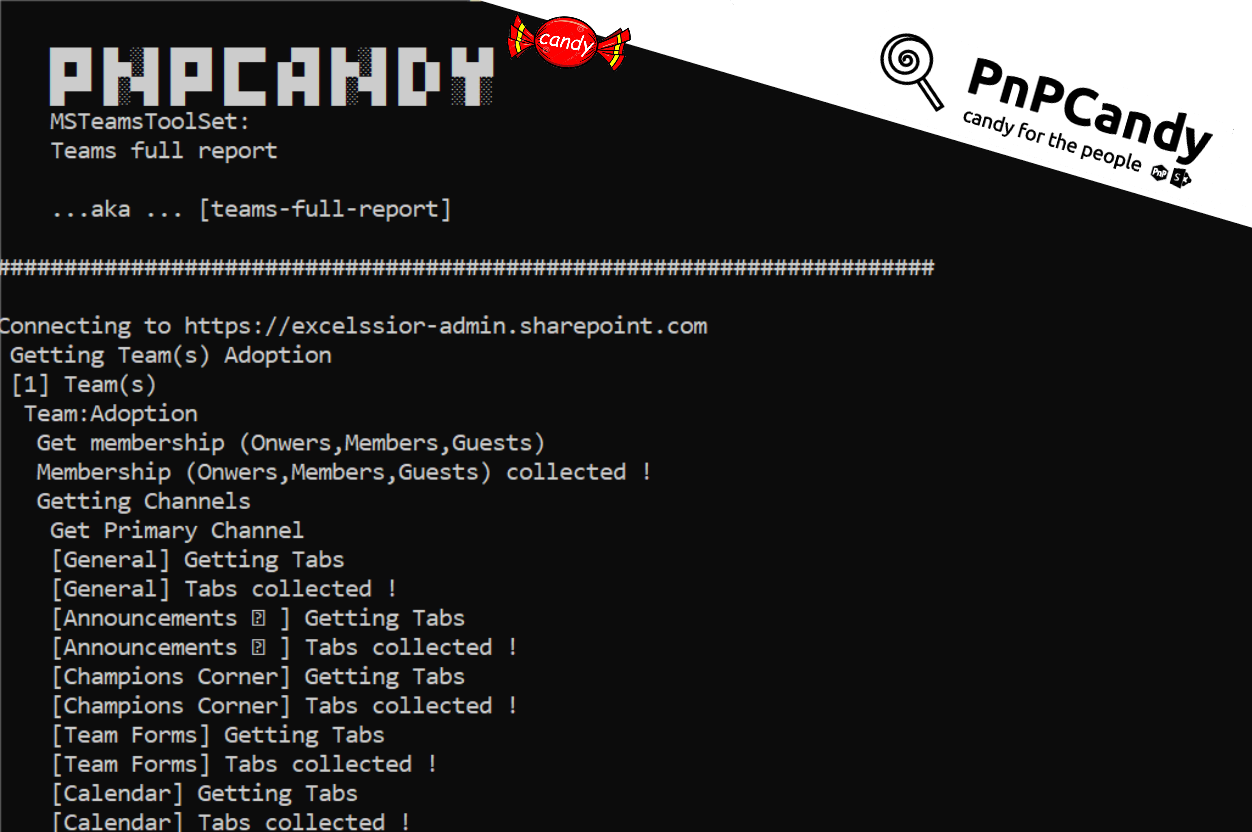 PNPCANDY
candy
PnPCandy
candy for the people
PnP
S
MSTeamsToolSet:
Teams full report
...aka ... [teams-full-report]
######################################################################
Connecting to https://excelssior-admin.sharepoint.com
Getting Team(s) Adoption
[1] Team(s)
Team:Adoption
Get membership (Onwers,Members,Guests)
Membership (Onwers,Members,Guests) collected !
Getting Channels
Get Primary Channel
[General] Getting Tabs
[General] Tabs collected !
[Announcements ⍰ ] Getting Tabs
[Announcements ⍰ ] Tabs collected !
[Champions Corner] Getting Tabs
[Champions Corner] Tabs collected !
[Team Forms] Getting Tabs
[Team Forms] Tabs collected !
[Calendar] Getting Tabs
[Calendar] Tabs collected !